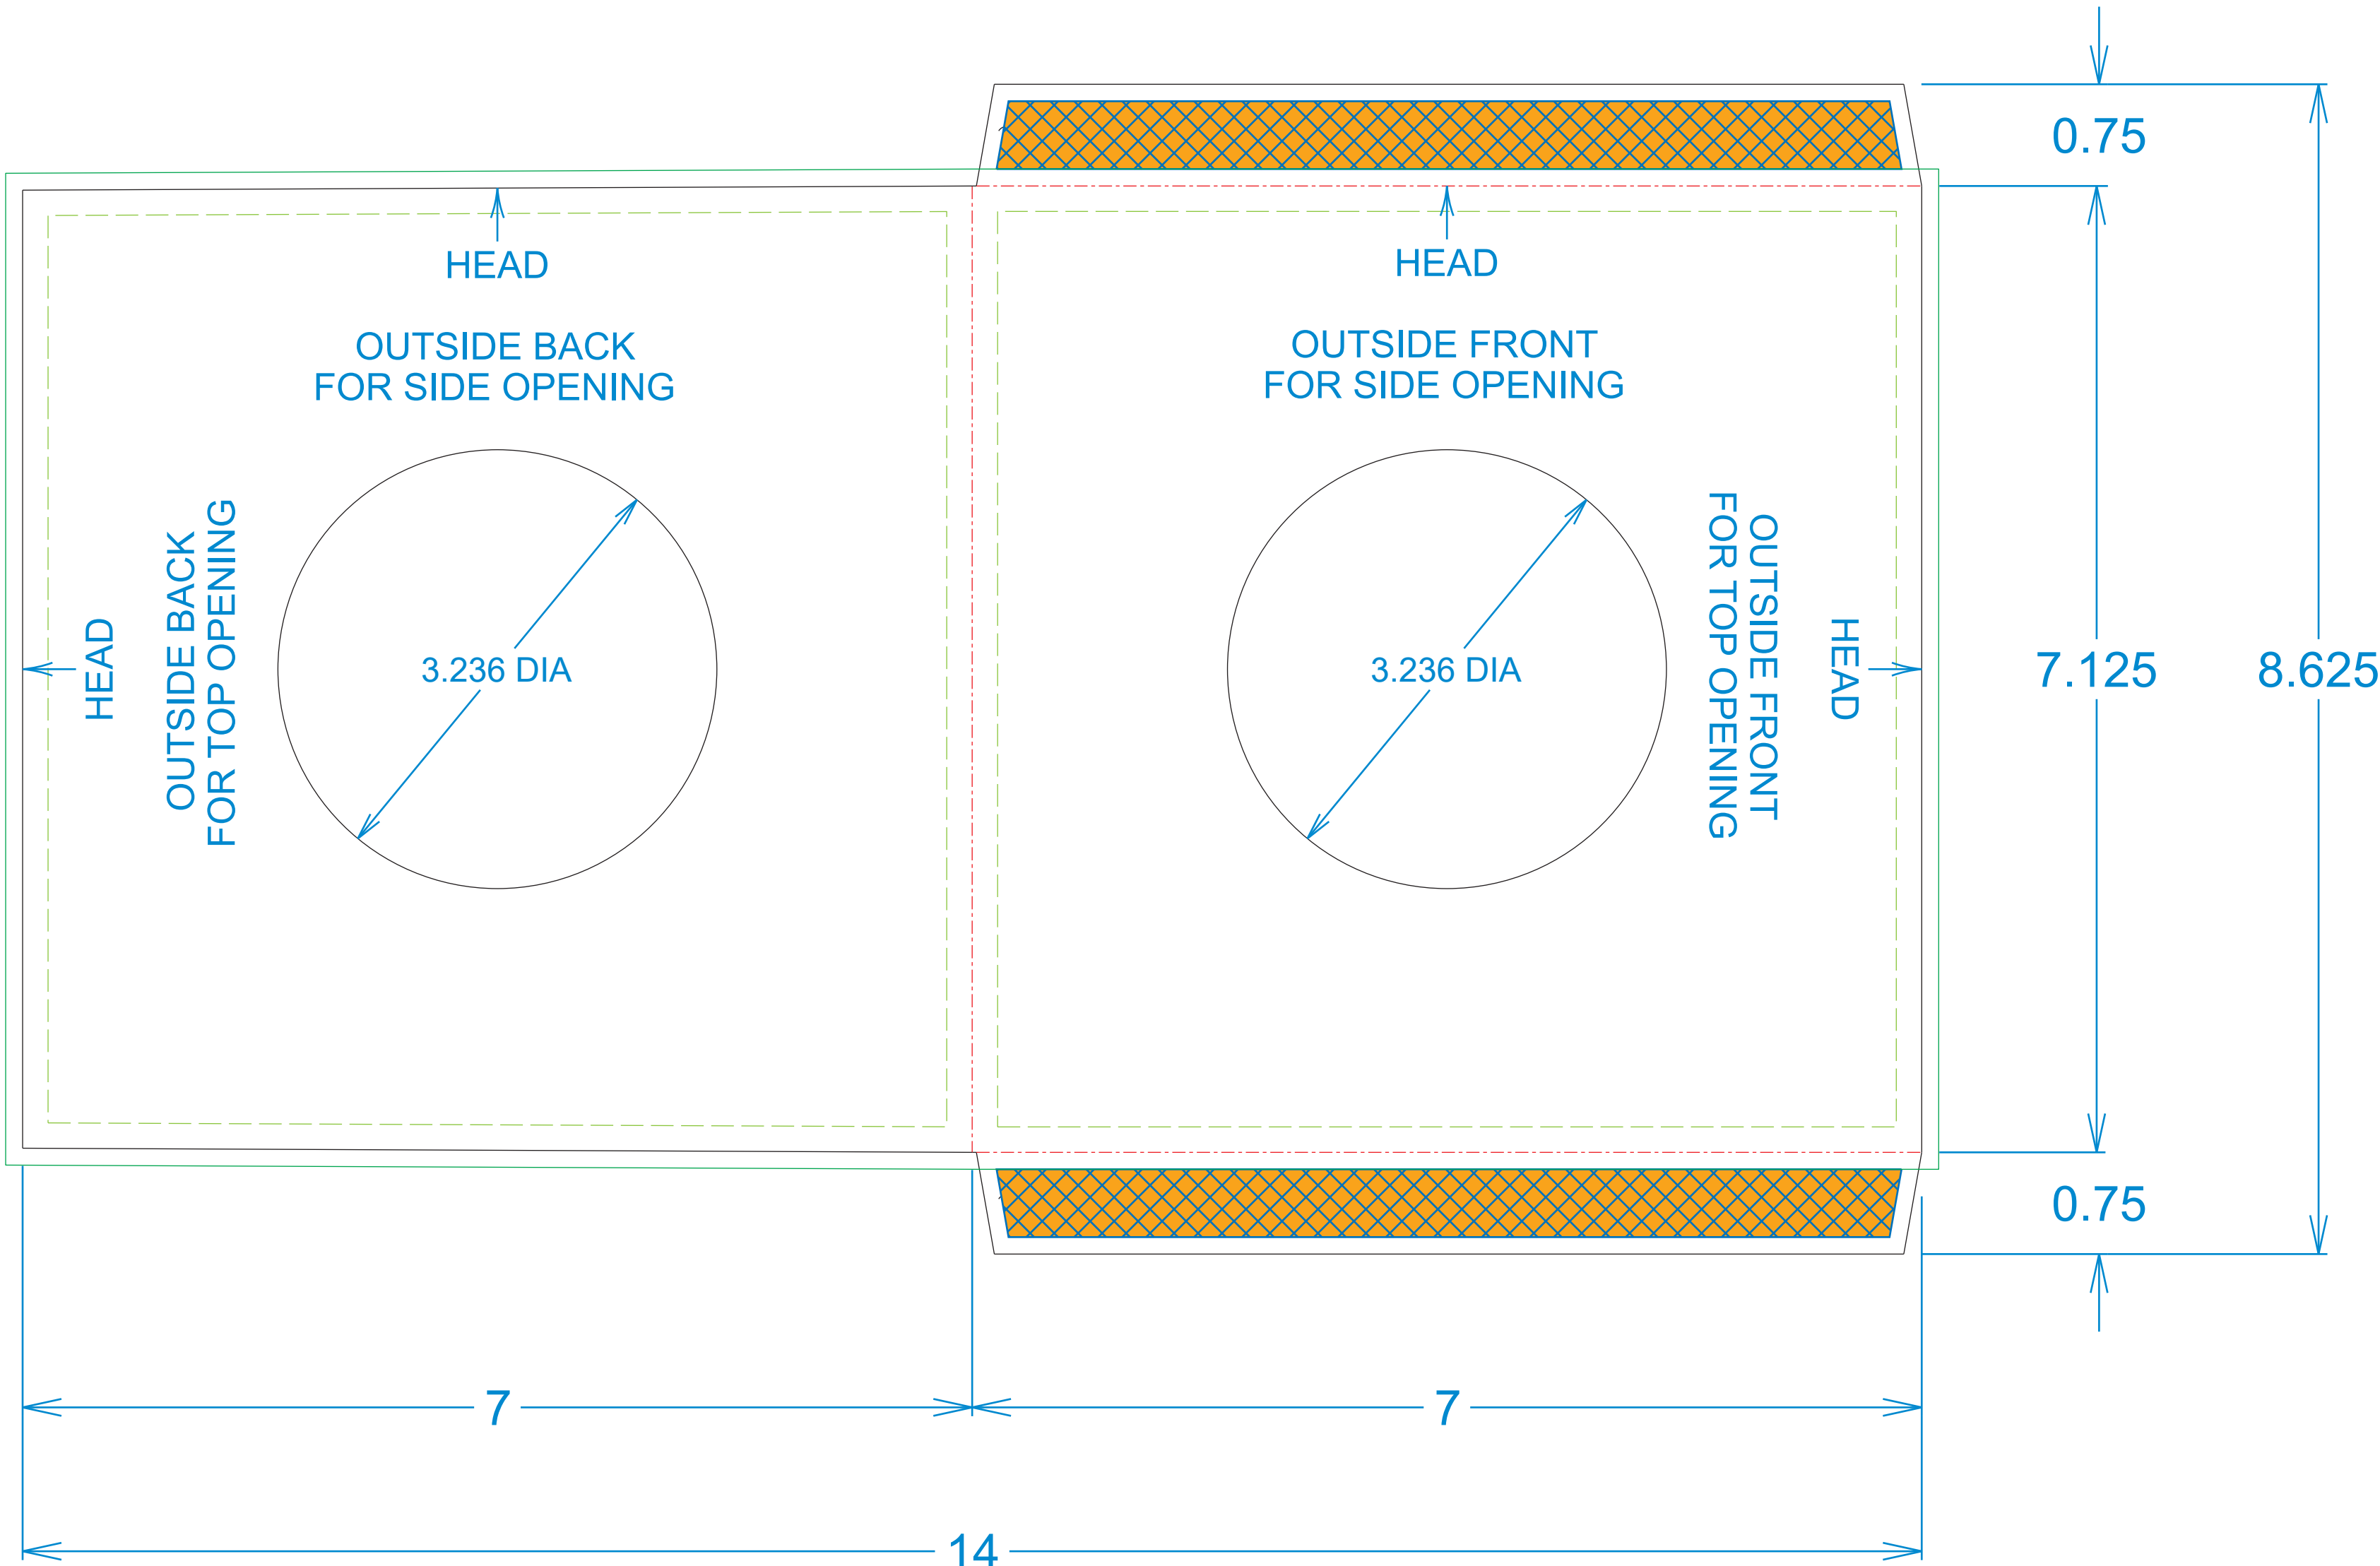 0.75
HEAD
HEAD
OUTSIDE BACK
FOR SIDE OPENING
OUTSIDE FRONT
FOR SIDE OPENING
HEAD
OUTSIDE BACK
FOR TOP OPENING
3.236 DIA
3.236 DIA
OUTSIDE FRONT
FOR TOP OPENING
HEAD
7.125
8.625
0.75
7
7
14